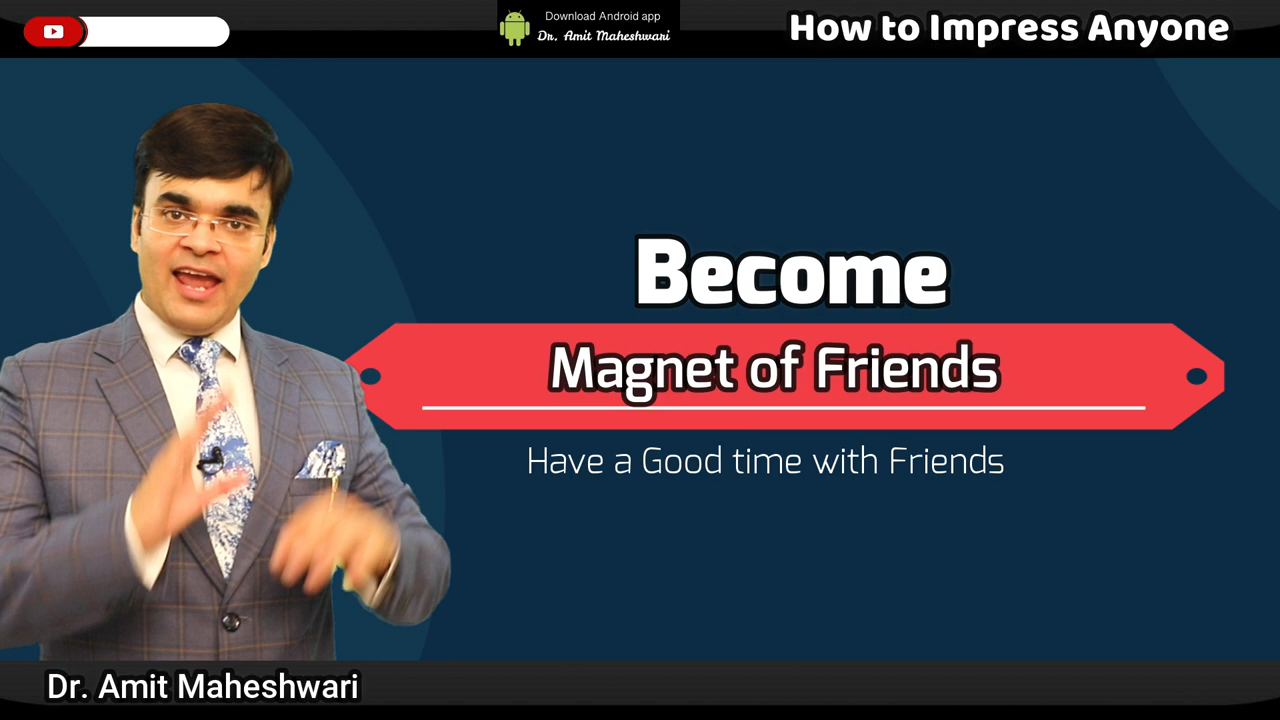 Download Android app
Dr. Amit Maheshwari
How to Impress Anyone
Become
Magnet of Friends
Have a Good time with Friends
Dr. Amit Maheshwari